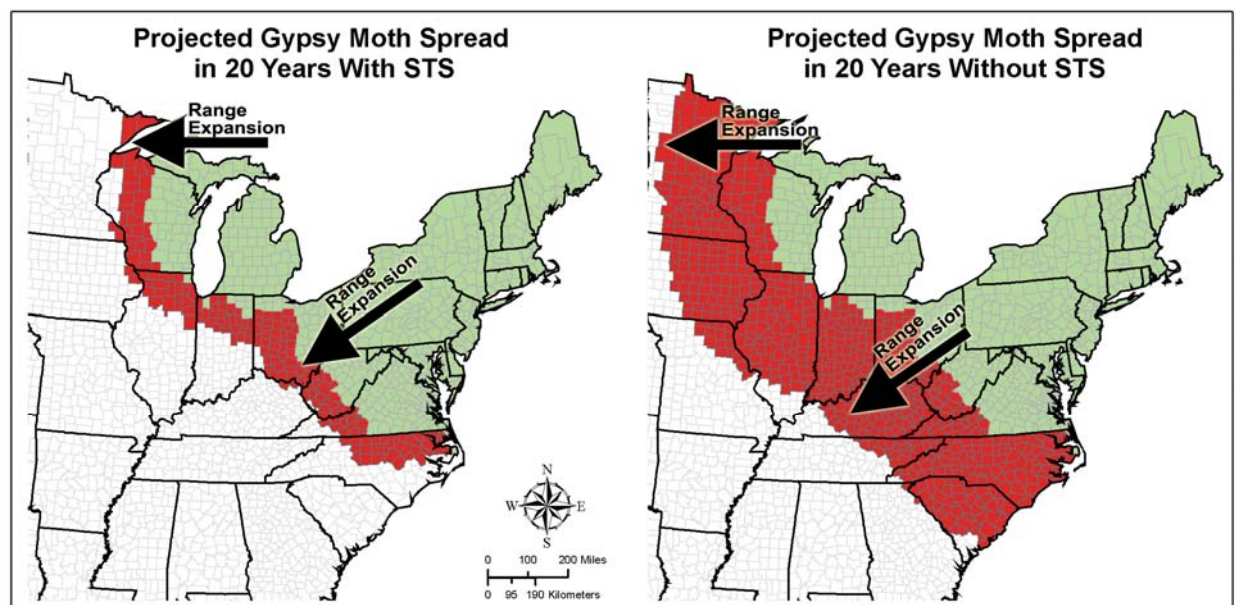 Projected Gypsy Moth Spread
in 20 Years With STS
Range
Expansion
Range
Expansion
N
W
E
S
0 100 200 Miles
0 95 190 Kilometers
Projected Gypsy Moth Spread
in 20 Years Without STS
Range
Expansion
Range
Expansion